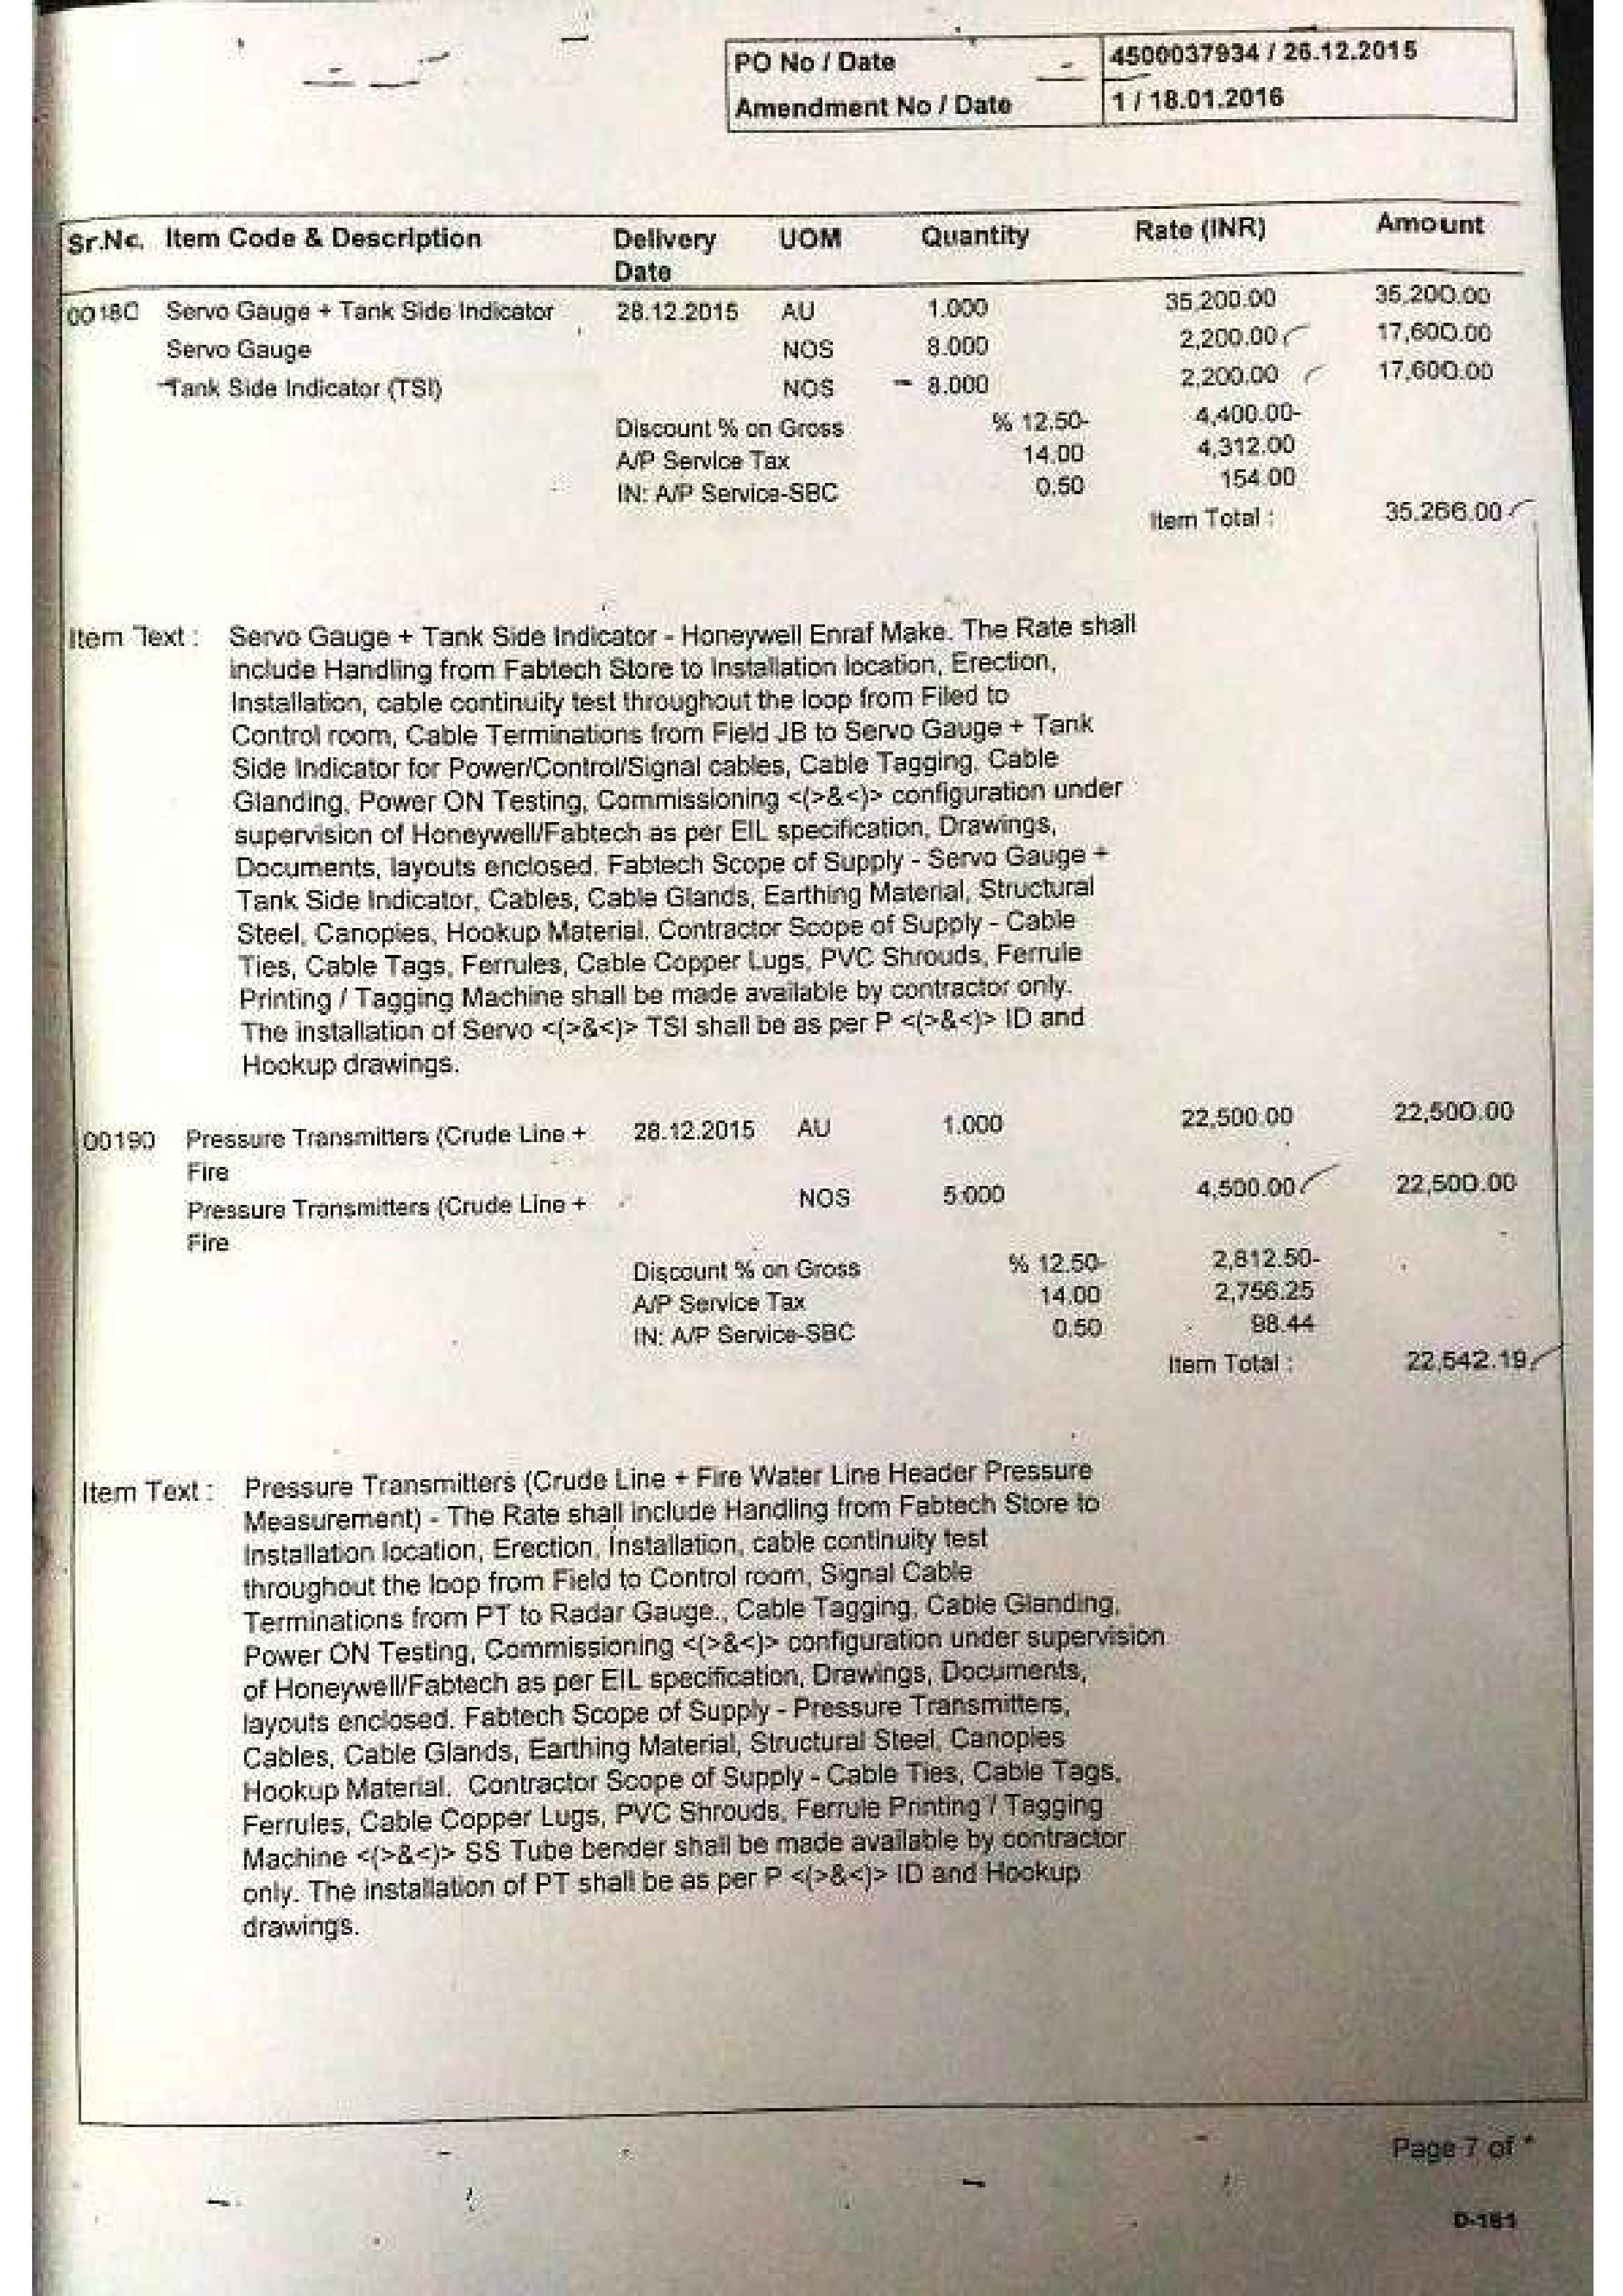 PO No / Date 4500037934 / 26.12.2015
Amendment No / Date 1 / 18.01.2016
Sr.No. Item Code & Description Delivery Date UOM Quantity Rate (INR) Amount
00180 Servo Gauge + Tank Side Indicator 28.12.2015 AU 1.000 35,200.00 35,200.00
Servo Gauge NOS 8.000 2,200.00 17,600.00
Tank Side Indicator (TSI) NOS 8.000 2,200.00 17,600.00
Discount % on Gross % 12.50- 4,400.00-
A/P Service Tax 14.00 4,312.00
IN: A/P Service-SBC 0.50 154.00
Item Total : 35,266.00
Item Text : Servo Gauge + Tank Side Indicator - Honeywell Enraf Make. The Rate shall
include Handling from Fabtech Store to Installation location, Erection,
Installation, cable continuity test throughout the loop from Filed to
Control room, Cable Terminations from Field JB to Servo Gauge + Tank
Side Indicator for Power/Control/Signal cables, Cable Tagging, Cable
Glanding, Power ON Testing, Commissioning <(>&<)> configuration under
supervision of Honeywell/Fabtech as per EIL specification, Drawings,
Documents, layouts enclosed. Fabtech Scope of Supply - Servo Gauge +
Tank Side Indicator, Cables, Cable Glands, Earthing Material, Structural
Steel, Canopies, Hookup Material. Contractor Scope of Supply - Cable
Ties, Cable Tags, Ferrules, Cable Copper Lugs, PVC Shrouds, Ferrule
Printing / Tagging Machine shall be made available by contractor only.
The installation of Servo <(>&<)> TSI shall be as per P <(>&<)> ID and
Hookup drawings.
00190 Pressure Transmitters (Crude Line + 28.12.2015 AU 1.000 22,500.00 22,500.00
Fire
Pressure Transmitters (Crude Line + NOS 5.000 4,500.00 22,500.00
Fire
Discount % on Gross % 12.50- 2,812.50-
A/P Service Tax 14.00 2,756.25
IN: A/P Service-SBC 0.50 98.44
Item Total : 22,542.19
Item Text : Pressure Transmitters (Crude Line + Fire Water Line Header Pressure
Measurement) - The Rate shall include Handling from Fabtech Store to
Installation location, Erection, Installation, cable continuity test
throughout the loop from Field to Control room, Signal Cable
Terminations from PT to Radar Gauge., Cable Tagging, Cable Glanding,
Power ON Testing, Commissioning <(>&<)> configuration under supervision
of Honeywell/Fabtech as per EIL specification, Drawings, Documents,
layouts enclosed. Fabtech Scope of Supply - Pressure Transmitters,
Cables, Cable Glands, Earthing Material, Structural Steel, Canopies
Hookup Material. Contractor Scope of Supply - Cable Ties, Cable Tags,
Ferrules, Cable Copper Lugs, PVC Shrouds, Ferrule Printing / Tagging
Machine <(>&<)> SS Tube bender shall be made available by contractor
only. The installation of PT shall be as per P <(>&<)> ID and Hookup
drawings.
Page 7 of *
D-181